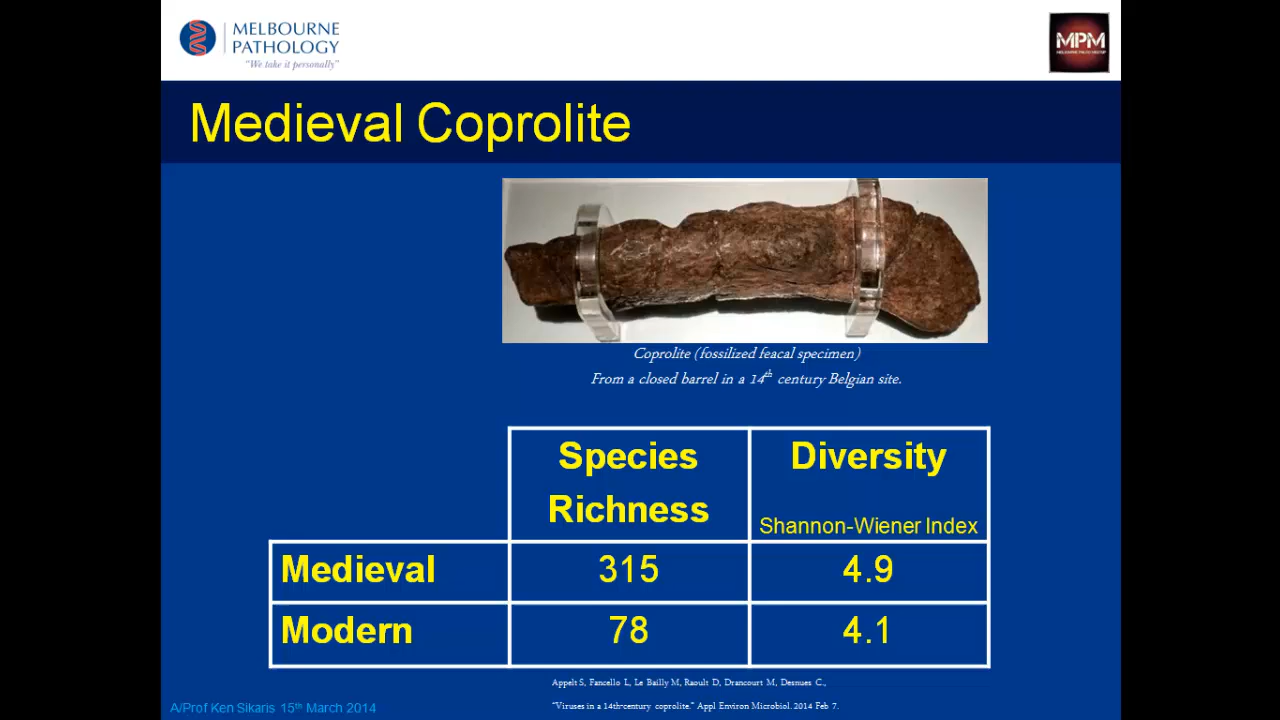 MELBOURNE
PATHOLOGY
"We take it personally"
MPM
Medieval Coprolite
Coprolite (fossilized feacal specimen)
From a closed barrel in a 14th century Belgian site.
Species Richness
Diversity
Shannon-Wiener Index
Medieval 315 4.9
Modern 78 4.1
Appelt S, Fancello L, Le Bailly M, Raoult D, Drancourt M, Desnues C.,
"Viruses in a 14th-century coprolite." Appl Environ Microbiol. 2014 Feb 7.
A/Prof Ken Sikaris 15th March 2014